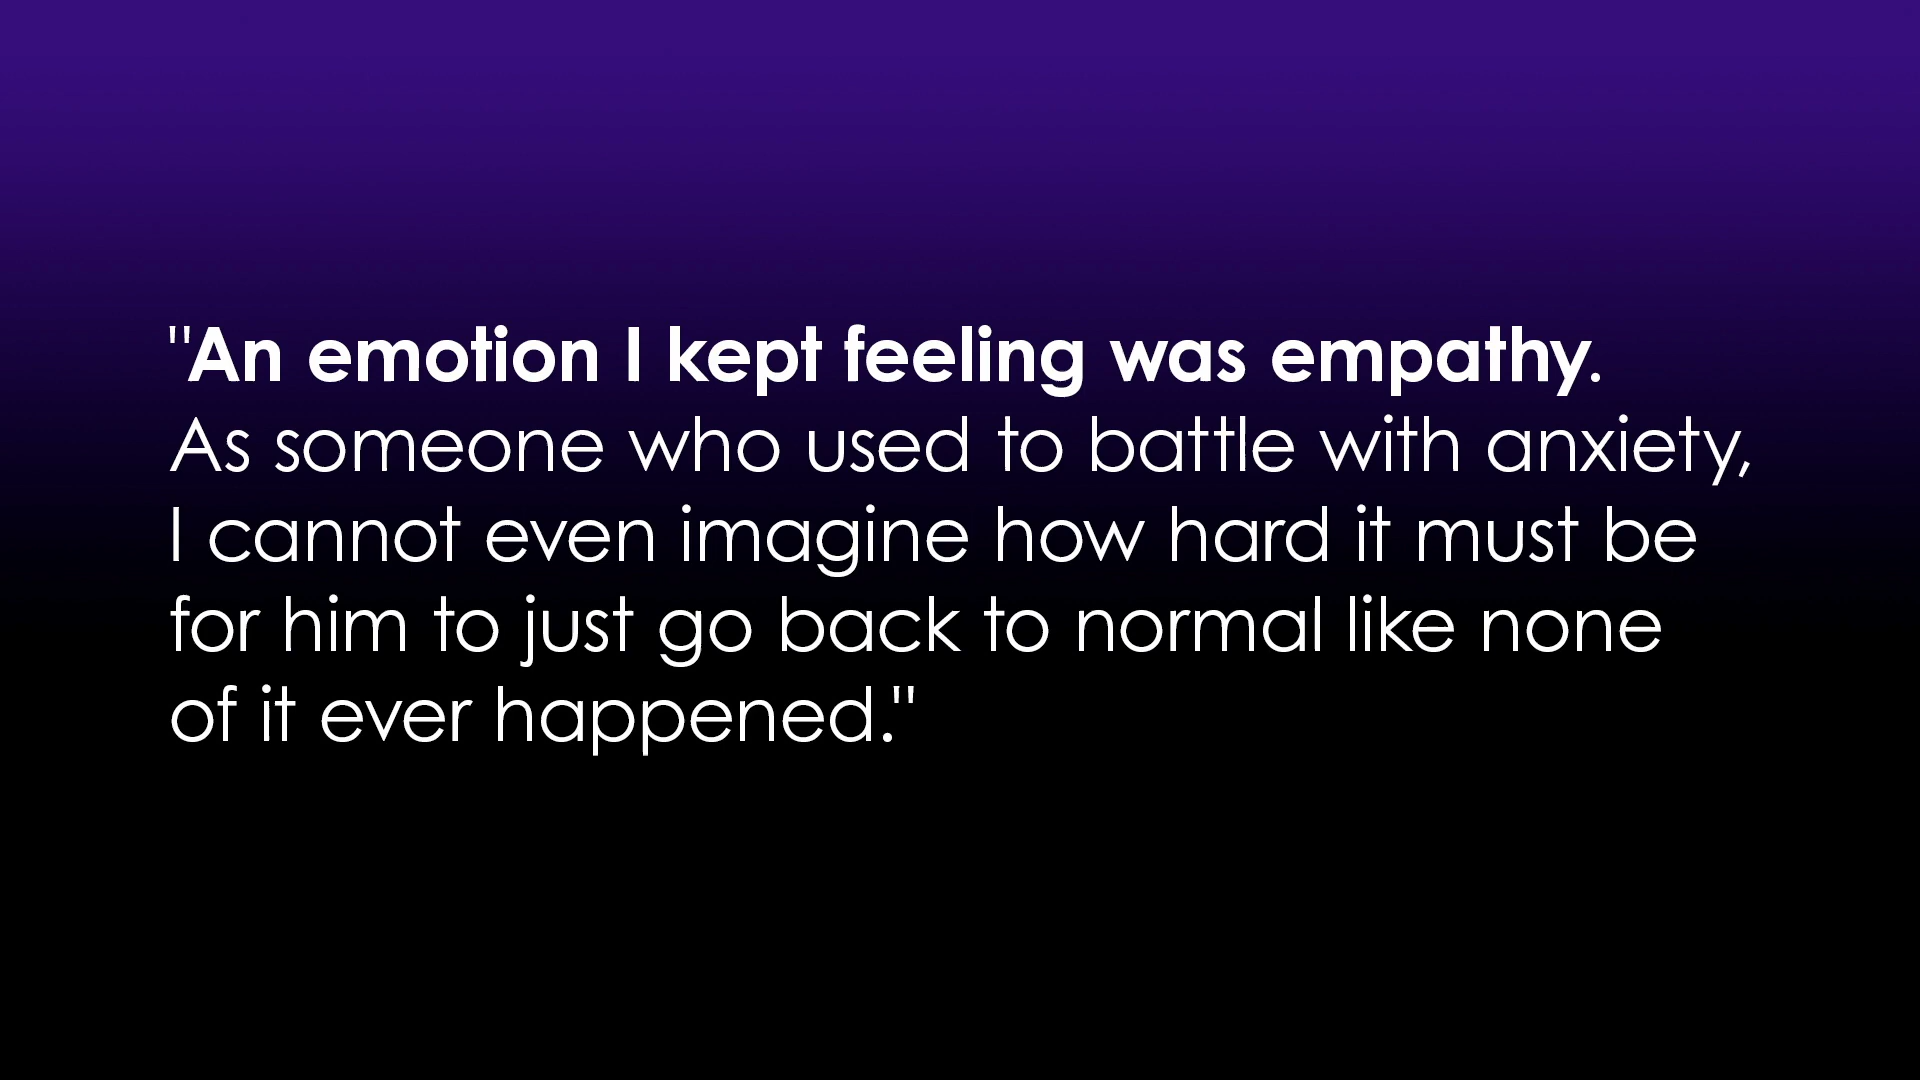 "An emotion I kept feeling was empathy.
As someone who used to battle with anxiety,
I cannot even imagine how hard it must be
for him to just go back to normal like none
of it ever happened."